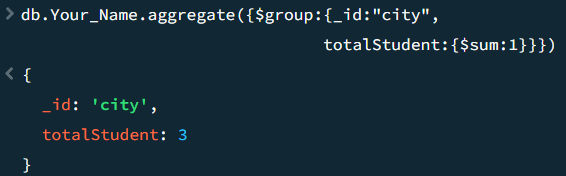 > db.Your_Name.aggregate({$group:{_id:"city",
totalStudent:{$sum:1}}})
< {
_id: 'city',
totalStudent: 3
}